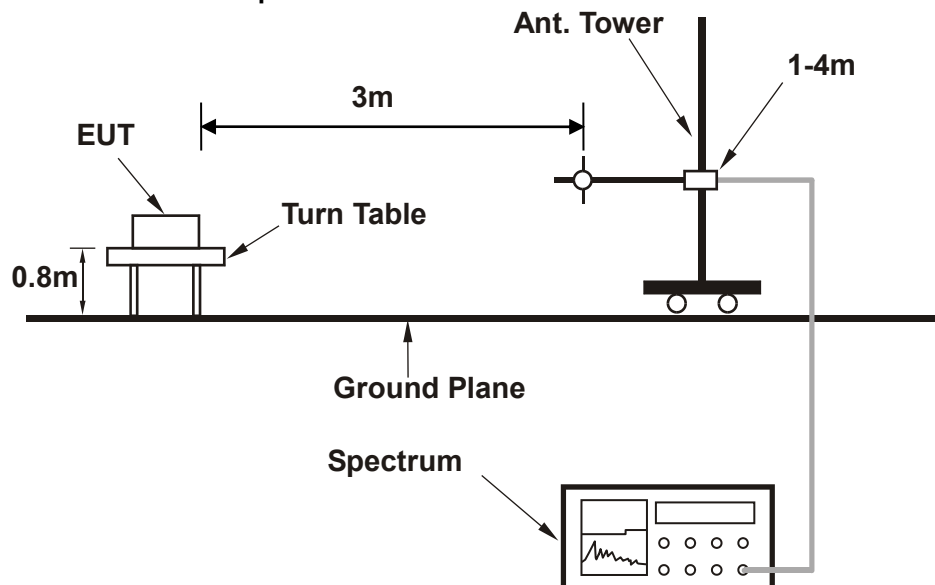 Ant. Tower
1-4m
3m
EUT
Turn Table
0.8m
Ground Plane
Spectrum